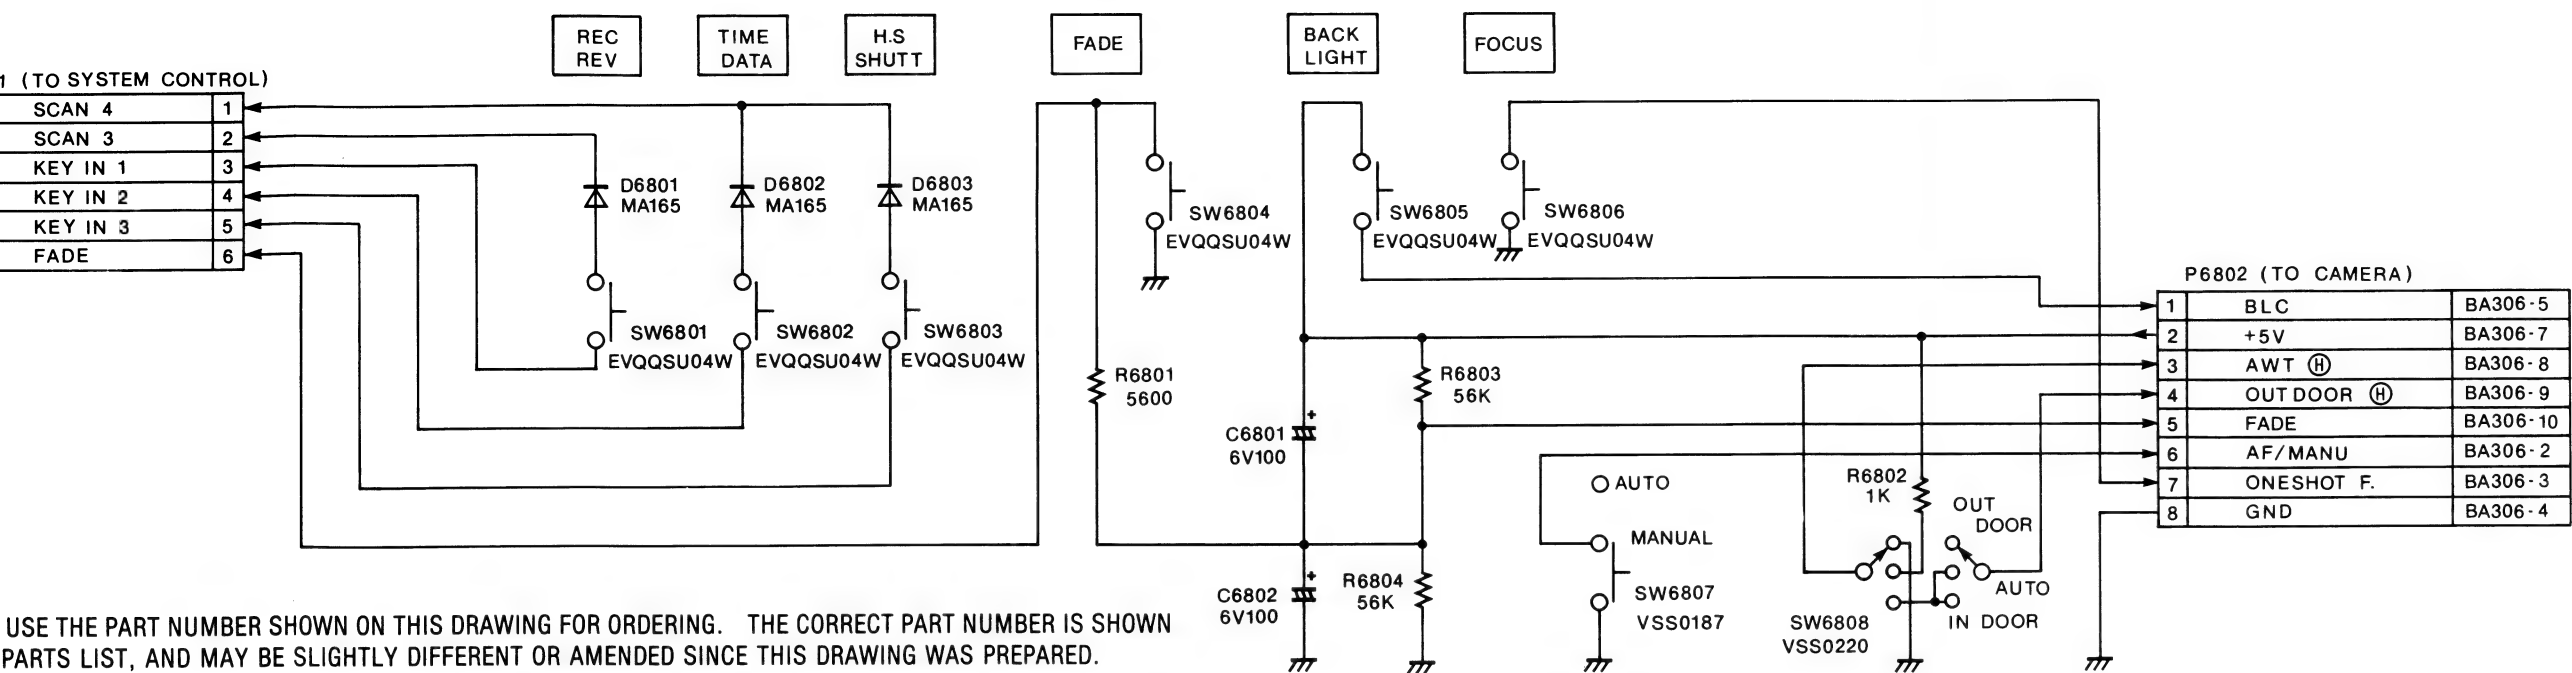 REC
REV
TIME
DATA
H.S
SHUTT
FADE
BACK
LIGHT
FOCUS
1 (TO SYSTEM CONTROL)
SCAN 4 1
SCAN 3 2
KEY IN 1 3
KEY IN 2 4
KEY IN 3 5
FADE 6
D6801
MA165
D6802
MA165
D6803
MA165
SW6804
EVQQSU04W
SW6805
EVQQSU04W
SW6806
EVQQSU04W
SW6801
EVQQSU04W
SW6802
EVQQSU04W
SW6803
EVQQSU04W
R6801
5600
R6803
56K
C6801
6V100
+
C6802
6V100
+
R6804
56K
AUTO
MANUAL
SW6807
VSS0187
R6802
1K
OUT
DOOR
AUTO
IN DOOR
SW6808
VSS0220
P6802 (TO CAMERA)
1 BLC BA306-5
2 +5V BA306-7
3 AWT Ⓗ BA306-8
4 OUTDOOR Ⓗ BA306-9
5 FADE BA306-10
6 AF/MANU BA306-2
7 ONESHOT F. BA306-3
8 GND BA306-4
USE THE PART NUMBER SHOWN ON THIS DRAWING FOR ORDERING. THE CORRECT PART NUMBER IS SHOWN
PARTS LIST, AND MAY BE SLIGHTLY DIFFERENT OR AMENDED SINCE THIS DRAWING WAS PREPARED.